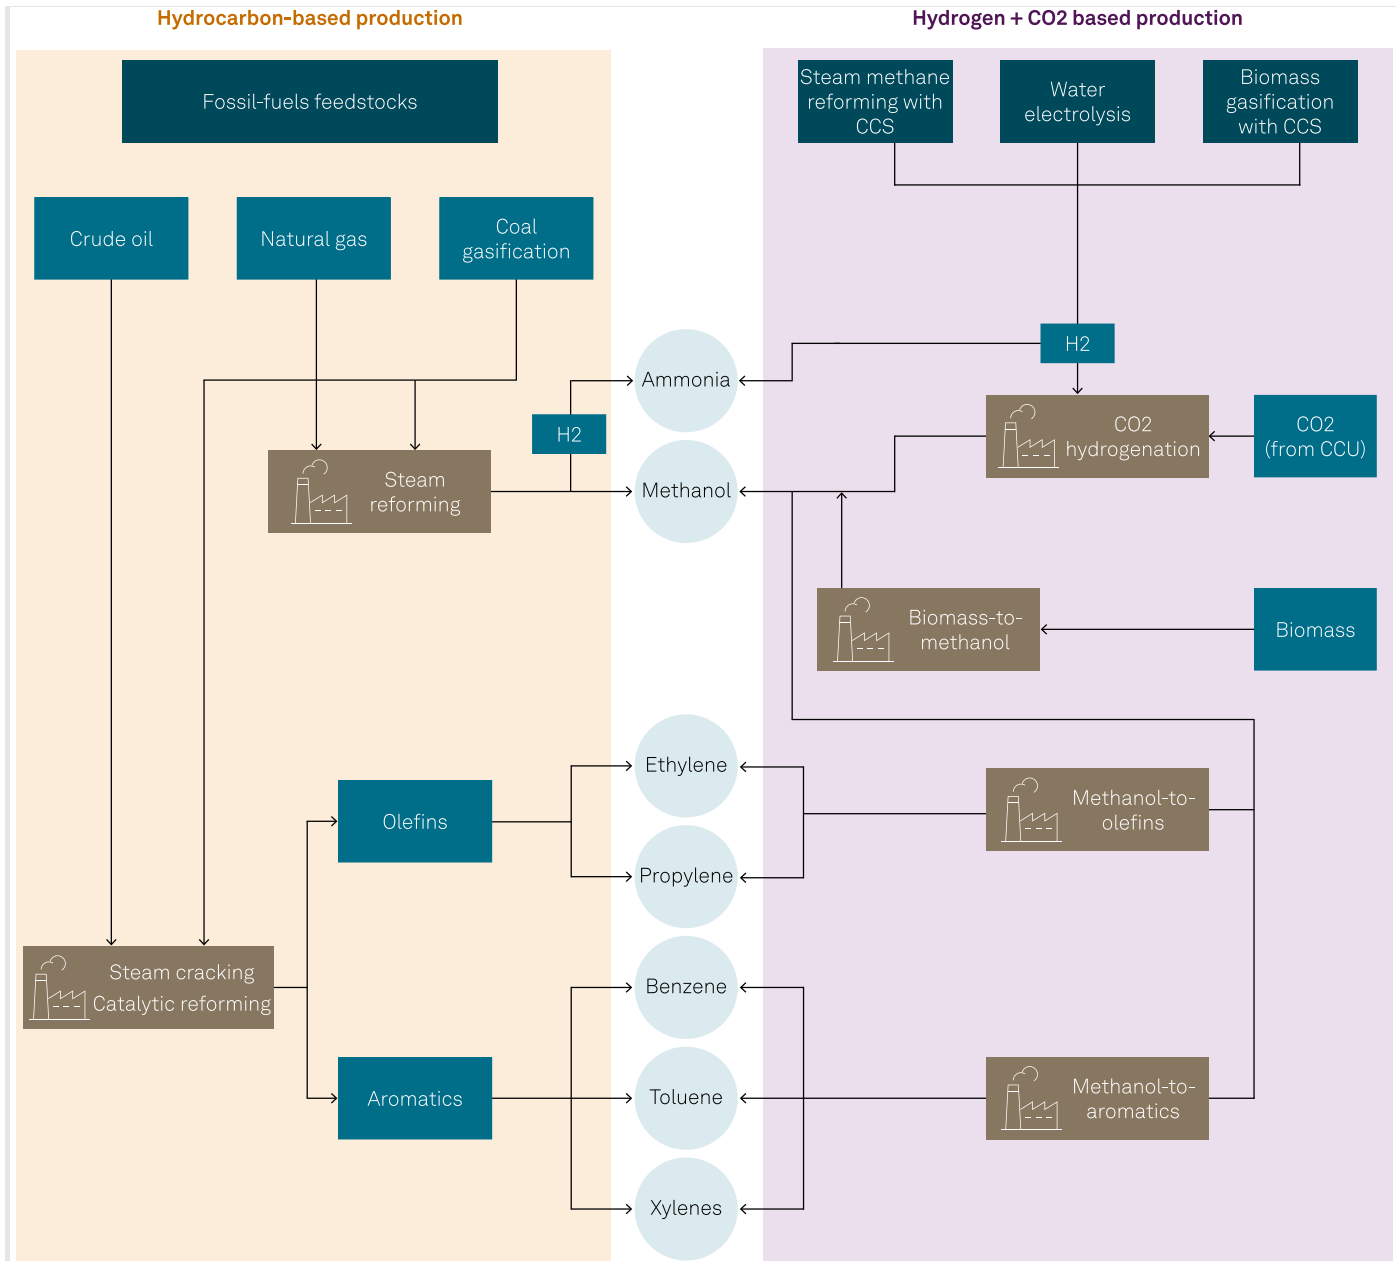 Hydrocarbon-based production
Hydrogen + CO2 based production
Fossil-fuels feedstocks
Steam methane
reforming with
CCS
Water
electrolysis
Biomass
gasification
with CCS
Crude oil
Natural gas
Coal
gasification
Ammonia
H2
H2
Steam
reforming
Methanol
CO2
hydrogenation
CO2
(from CCU)
Biomass-to-
methanol
Biomass
Olefins
Ethylene
Propylene
Methanol-to-
olefins
Steam cracking
Catalytic reforming
Aromatics
Benzene
Toluene
Xylenes
Methanol-to-
aromatics